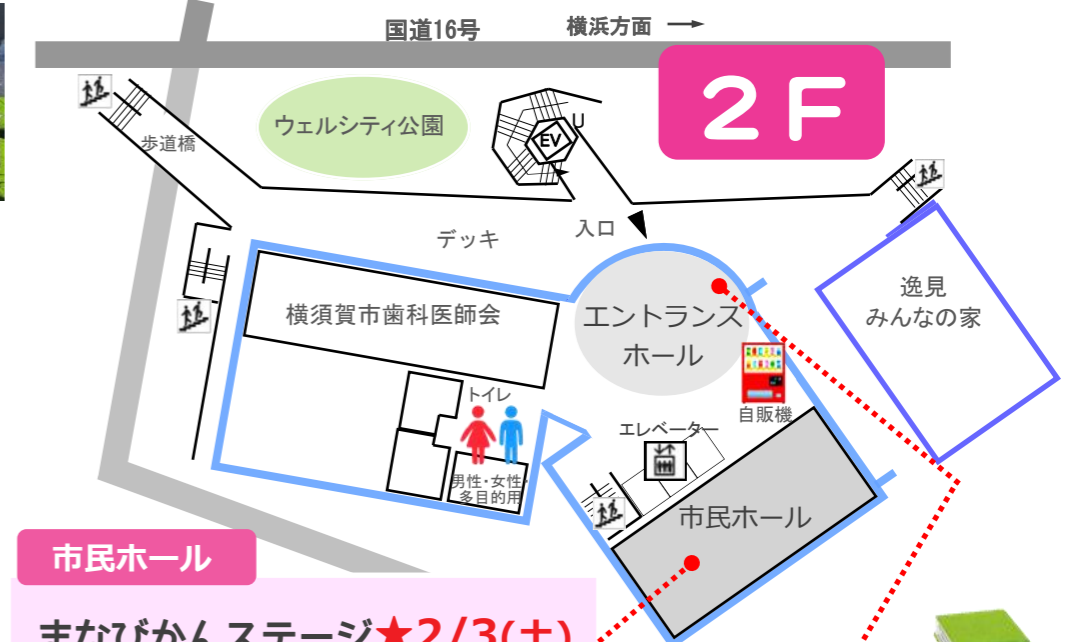 国道16号
横浜方面
2F
ウェルシティ公園
EV
U
歩道橋
入口
デッキ
逸見
みんなの家
横須賀市歯科医師会
エントランス
ホール
トイレ
自販機
エレベーター
男性・女性・
多目的用
市民ホール
市民ホール
まなびかんステージ★2/3(土)